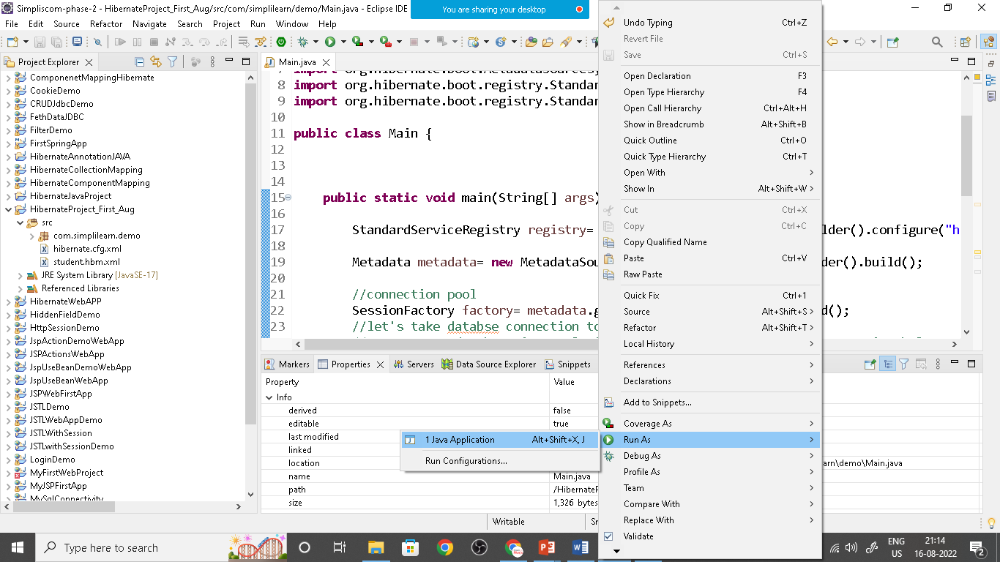 Simpliscom-phase-2 - HibernateProject_First_Aug/src/com/simplilearn/demo/Main.java - Eclipse IDE
You are sharing your desktop
File Edit Source Refactor Navigate Search Project Run Window Help
Project Explorer
ComponenetMappingHibernate
CookieDemo
CRUDJdbcDemo
FethDataJDBC
FilterDemo
FirstSpringApp
HibernateAnnotationJAVA
HibernateCollectionMapping
HibernateComponentMapping
HibernateJavaProject
HibernateProject_First_Aug
src
com.simplilearn.demo
hibernate.cfg.xml
student.hbm.xml
JRE System Library [JavaSE-17]
Referenced Libraries
HibernateWebAPP
HiddenFieldDemo
HttpSessionDemo
JspActionDemoWebApp
JSPActionsWebApp
JspUseBeanDemoWebApp
JspUseBeanWebApp
JSPWebFirstApp
JSTLDemo
JSTLWebAppDemo
JSTLWithSession
JSTLwithSessionDemo
LoginDemo
MyFirstWebProject
MyJSPFirstApp
MySqlConnectivity
Main.java
7 import org.hibernate.boot.MetadataSources;
8 import org.hibernate.boot.registry.Standar
9 import org.hibernate.boot.registry.Standar
10
11 public class Main {
12
13
14
15 public static void main(String[] args)
16
17 StandardServiceRegistry registry= lder().configure("h
18
19 Metadata metadata= new MetadataSou der().build();
20
21 //connection pool
22 SessionFactory factory= metadata.g d();
23 //let's take databse connection to
Markers Properties Servers Data Source Explorer Snippets
Property Value
Info
derived false
editable true
last modified
linked
location rn\demo\Main.java
name Main.java
path /HibernateP
size 1,326 bytes
Writable Sm
1 Java Application Alt+Shift+X, J
Run Configurations...
Undo Typing Ctrl+Z
Revert File
Save Ctrl+S
Open Declaration F3
Open Type Hierarchy F4
Open Call Hierarchy Ctrl+Alt+H
Show in Breadcrumb Alt+Shift+B
Quick Outline Ctrl+O
Quick Type Hierarchy Ctrl+T
Open With
Show In Alt+Shift+W
Cut Ctrl+X
Copy Ctrl+C
Copy Qualified Name
Paste Ctrl+V
Raw Paste
Quick Fix Ctrl+1
Source Alt+Shift+S
Refactor Alt+Shift+T
Local History
References
Declarations
Add to Snippets...
Coverage As
Run As
Debug As
Profile As
Team
Compare With
Replace With
Validate
Type here to search
ENG
US
21:14
16-08-2022
2